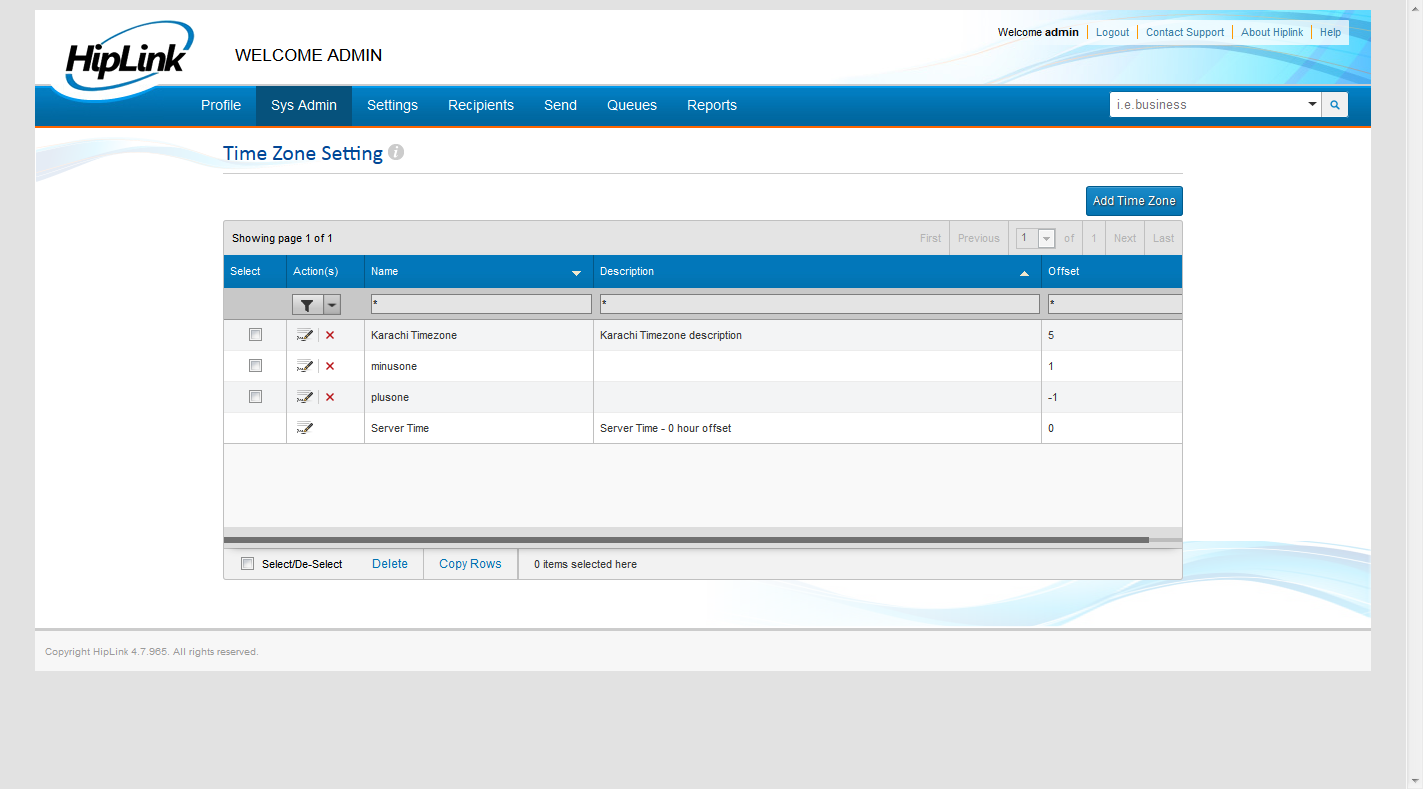 HipLink
WELCOME ADMIN
Welcome admin Logout Contact Support About Hiplink Help
Profile Sys Admin Settings Recipients Send Queues Reports
i.e.business
Time Zone Setting i
Add Time Zone
Showing page 1 of 1 First Previous 1 of 1 Next Last
Select Action(s) Name Description Offset
* * *
Karachi Timezone Karachi Timezone description 5
minusone 1
plusone -1
Server Time Server Time - 0 hour offset 0
Select/De-Select Delete Copy Rows 0 items selected here
Copyright HipLink 4.7.965. All rights reserved.